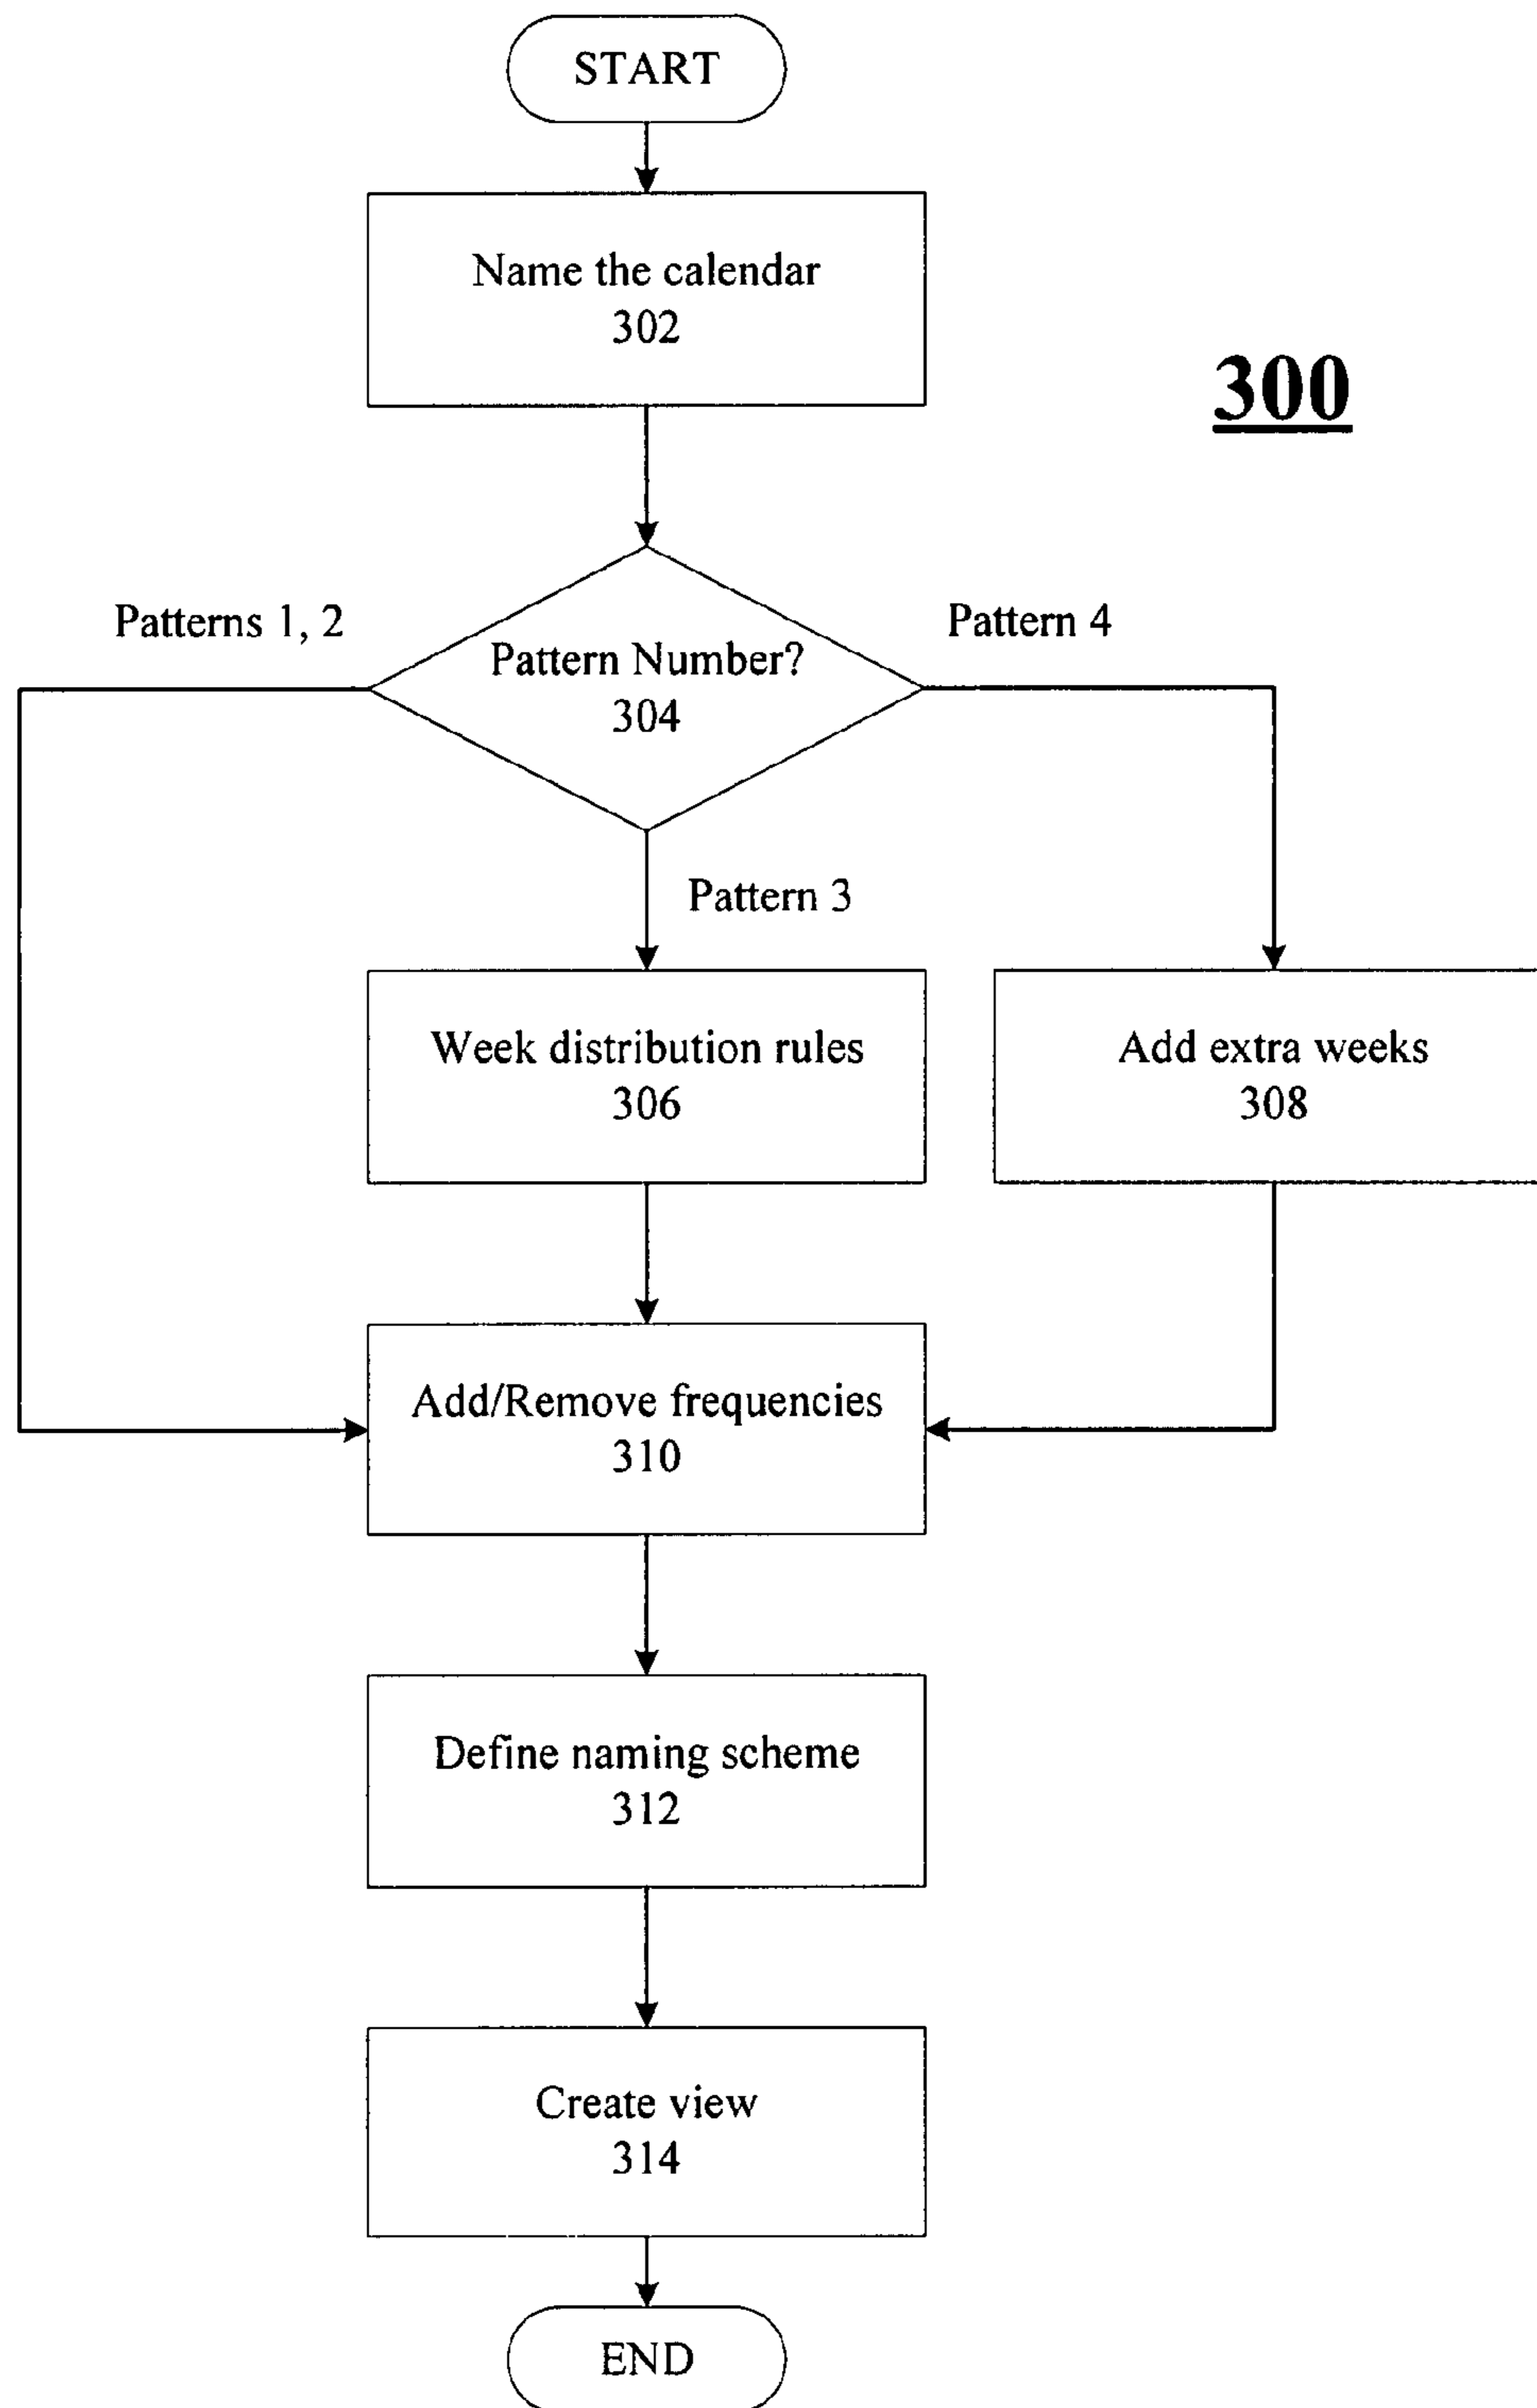 START
Name the calendar
302
300
Patterns 1, 2
Pattern 4
Pattern Number?
304
Pattern 3
Week distribution rules
306
Add extra weeks
308
Add/Remove frequencies
310
Define naming scheme
312
Create view
314
END